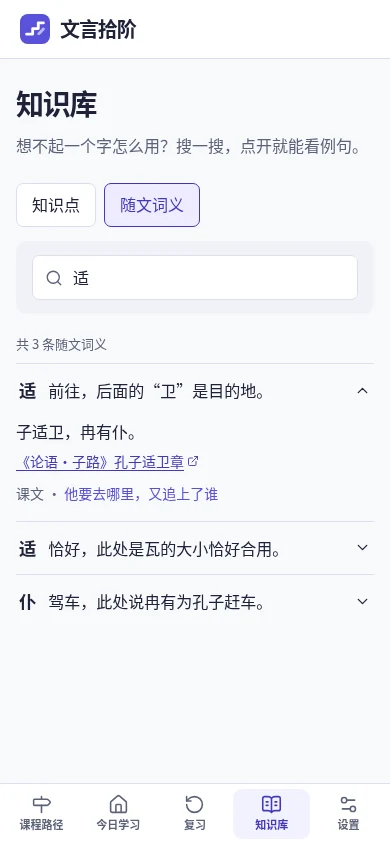 文言拾阶
知识库
想不起一个字怎么用？搜一搜，点开就能看例句。
知识点
随文词义
适
共 3 条随文词义
适 前往，后面的“卫”是目的地。
子适卫，冉有仆。
《论语·子路》孔子适卫章
课文 · 他要去哪里，又追上了谁
适 恰好，此处是瓦的大小恰好合用。
仆 驾车，此处说冉有为孔子赶车。
课程路径
今日学习
复习
知识库
设置